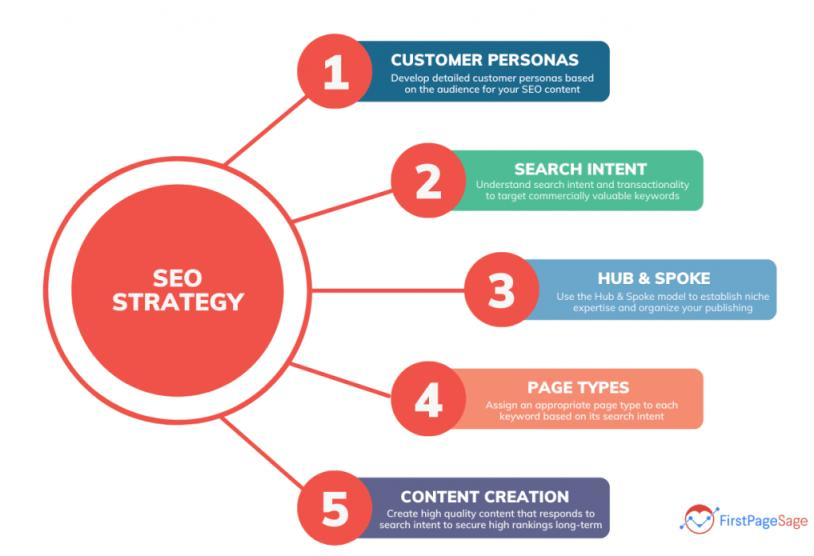 1
CUSTOMER PERSONAS
Develop detailed customer personas based
on the audience for your SEO content
2
SEARCH INTENT
Understand search intent and transactionality
to target commercially valuable keywords
SEO
STRATEGY
3
HUB & SPOKE
Use the Hub & Spoke model to establish niche
expertise and organize your publishing
4
PAGE TYPES
Assign an appropriate page type to each
keyword based on its search intent
5
CONTENT CREATION
Create high quality content that responds to
search intent to secure high rankings long-term
FirstPageSage